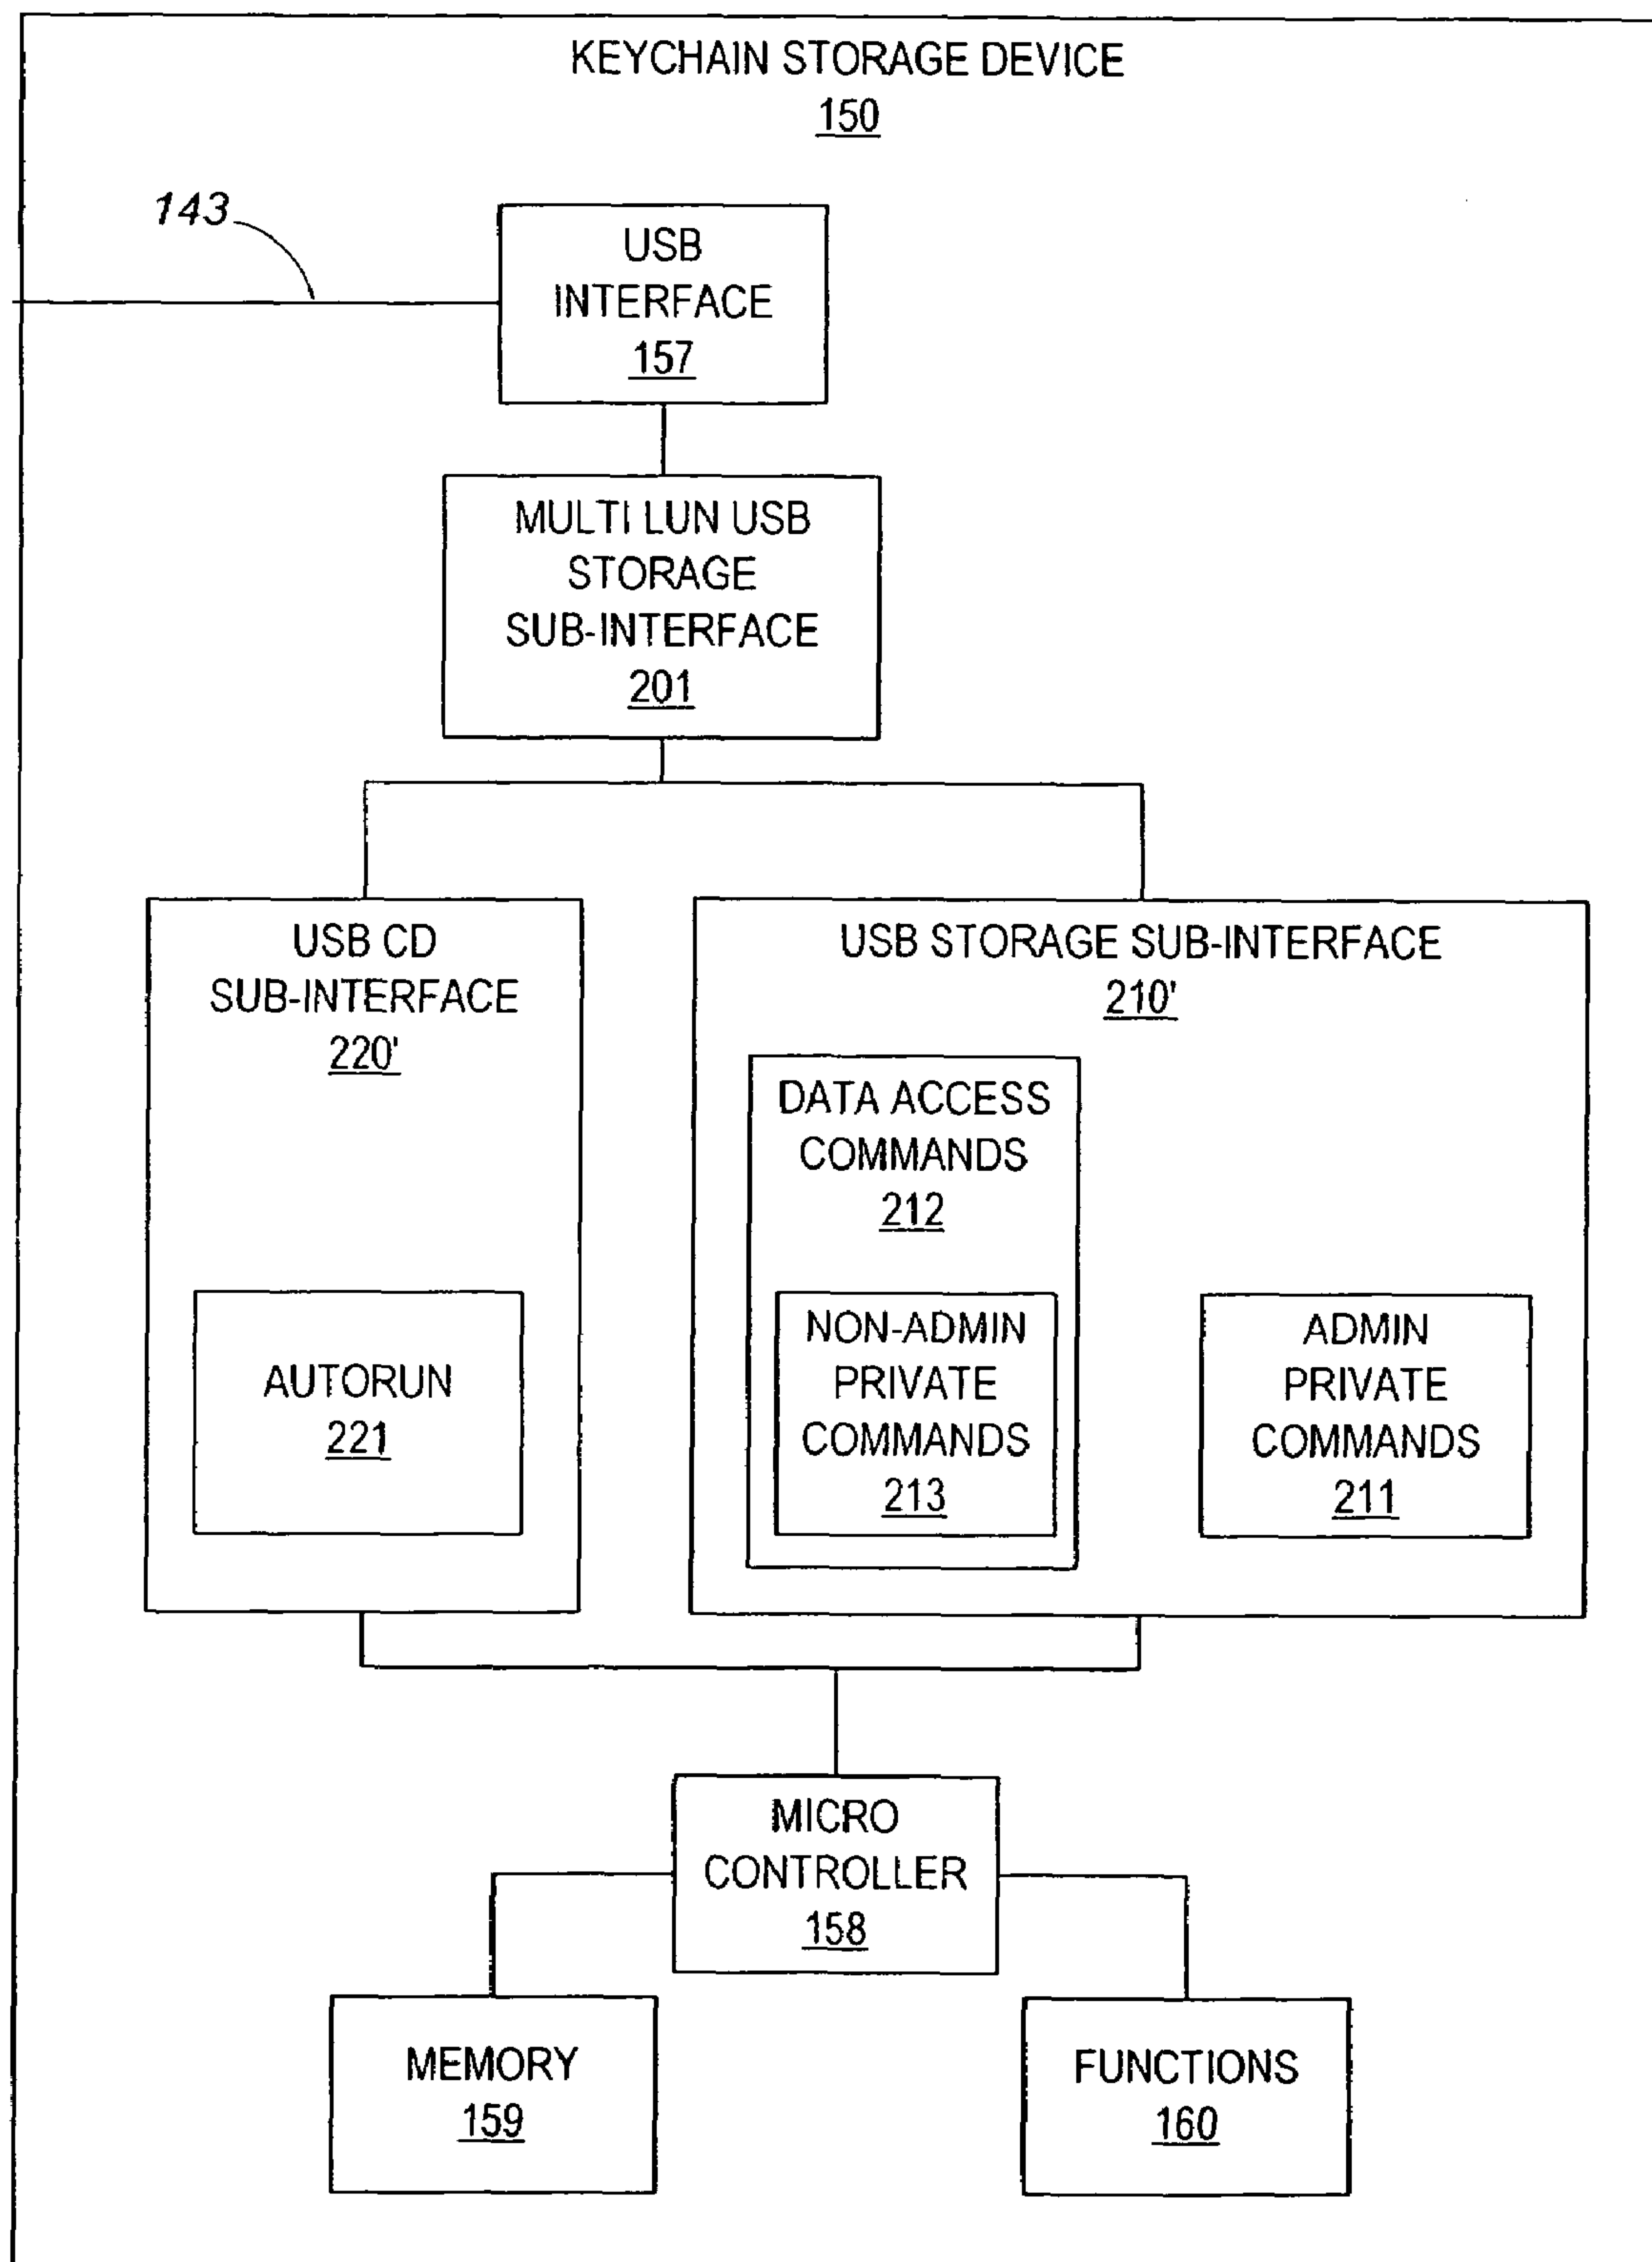 KEYCHAIN STORAGE DEVICE
150
143
USB
INTERFACE
157
MULTI LUN USB
STORAGE
SUB-INTERFACE
201
USB CD
SUB-INTERFACE
220'
AUTORUN
221
USB STORAGE SUB-INTERFACE
210'
DATA ACCESS
COMMANDS
212
NON-ADMIN
PRIVATE
COMMANDS
213
ADMIN
PRIVATE
COMMANDS
211
MICRO
CONTROLLER
158
MEMORY
159
FUNCTIONS
160